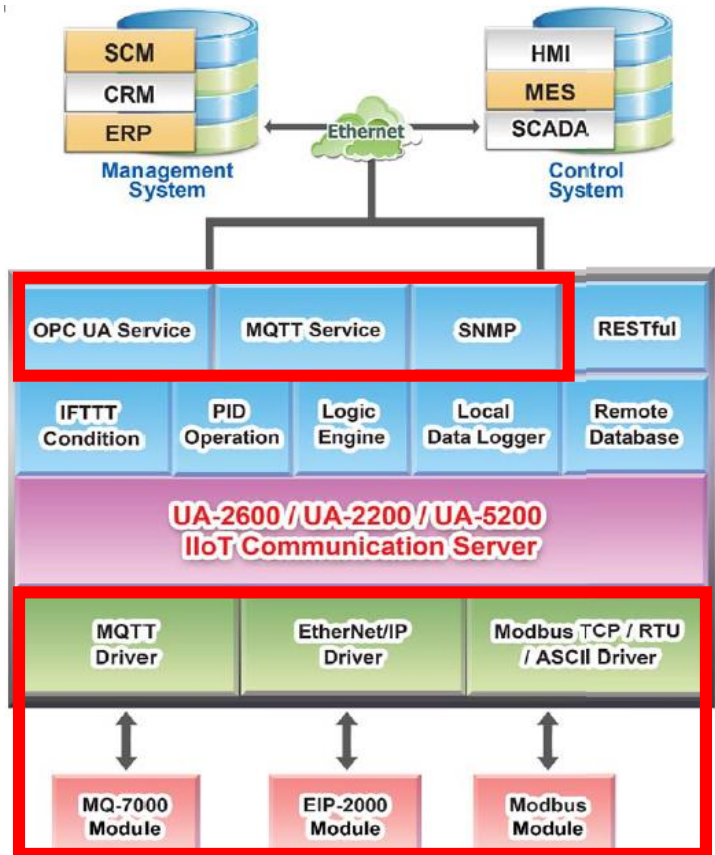 SCM
CRM
ERP
Management
System
Ethernet
HMI
MES
SCADA
Control
System
OPC UA Service
MQTT Service
SNMP
RESTful
IFTTT
Condition
PID
Operation
Logic
Engine
Local
Data Logger
Remote
Database
UA-2600 / UA-2200 / UA-5200
IIoT Communication Server
MQTT
Driver
EtherNet/IP
Driver
Modbus TCP / RTU
/ ASCII Driver
MQ-7000
Module
EIP-2000
Module
Modbus
Module